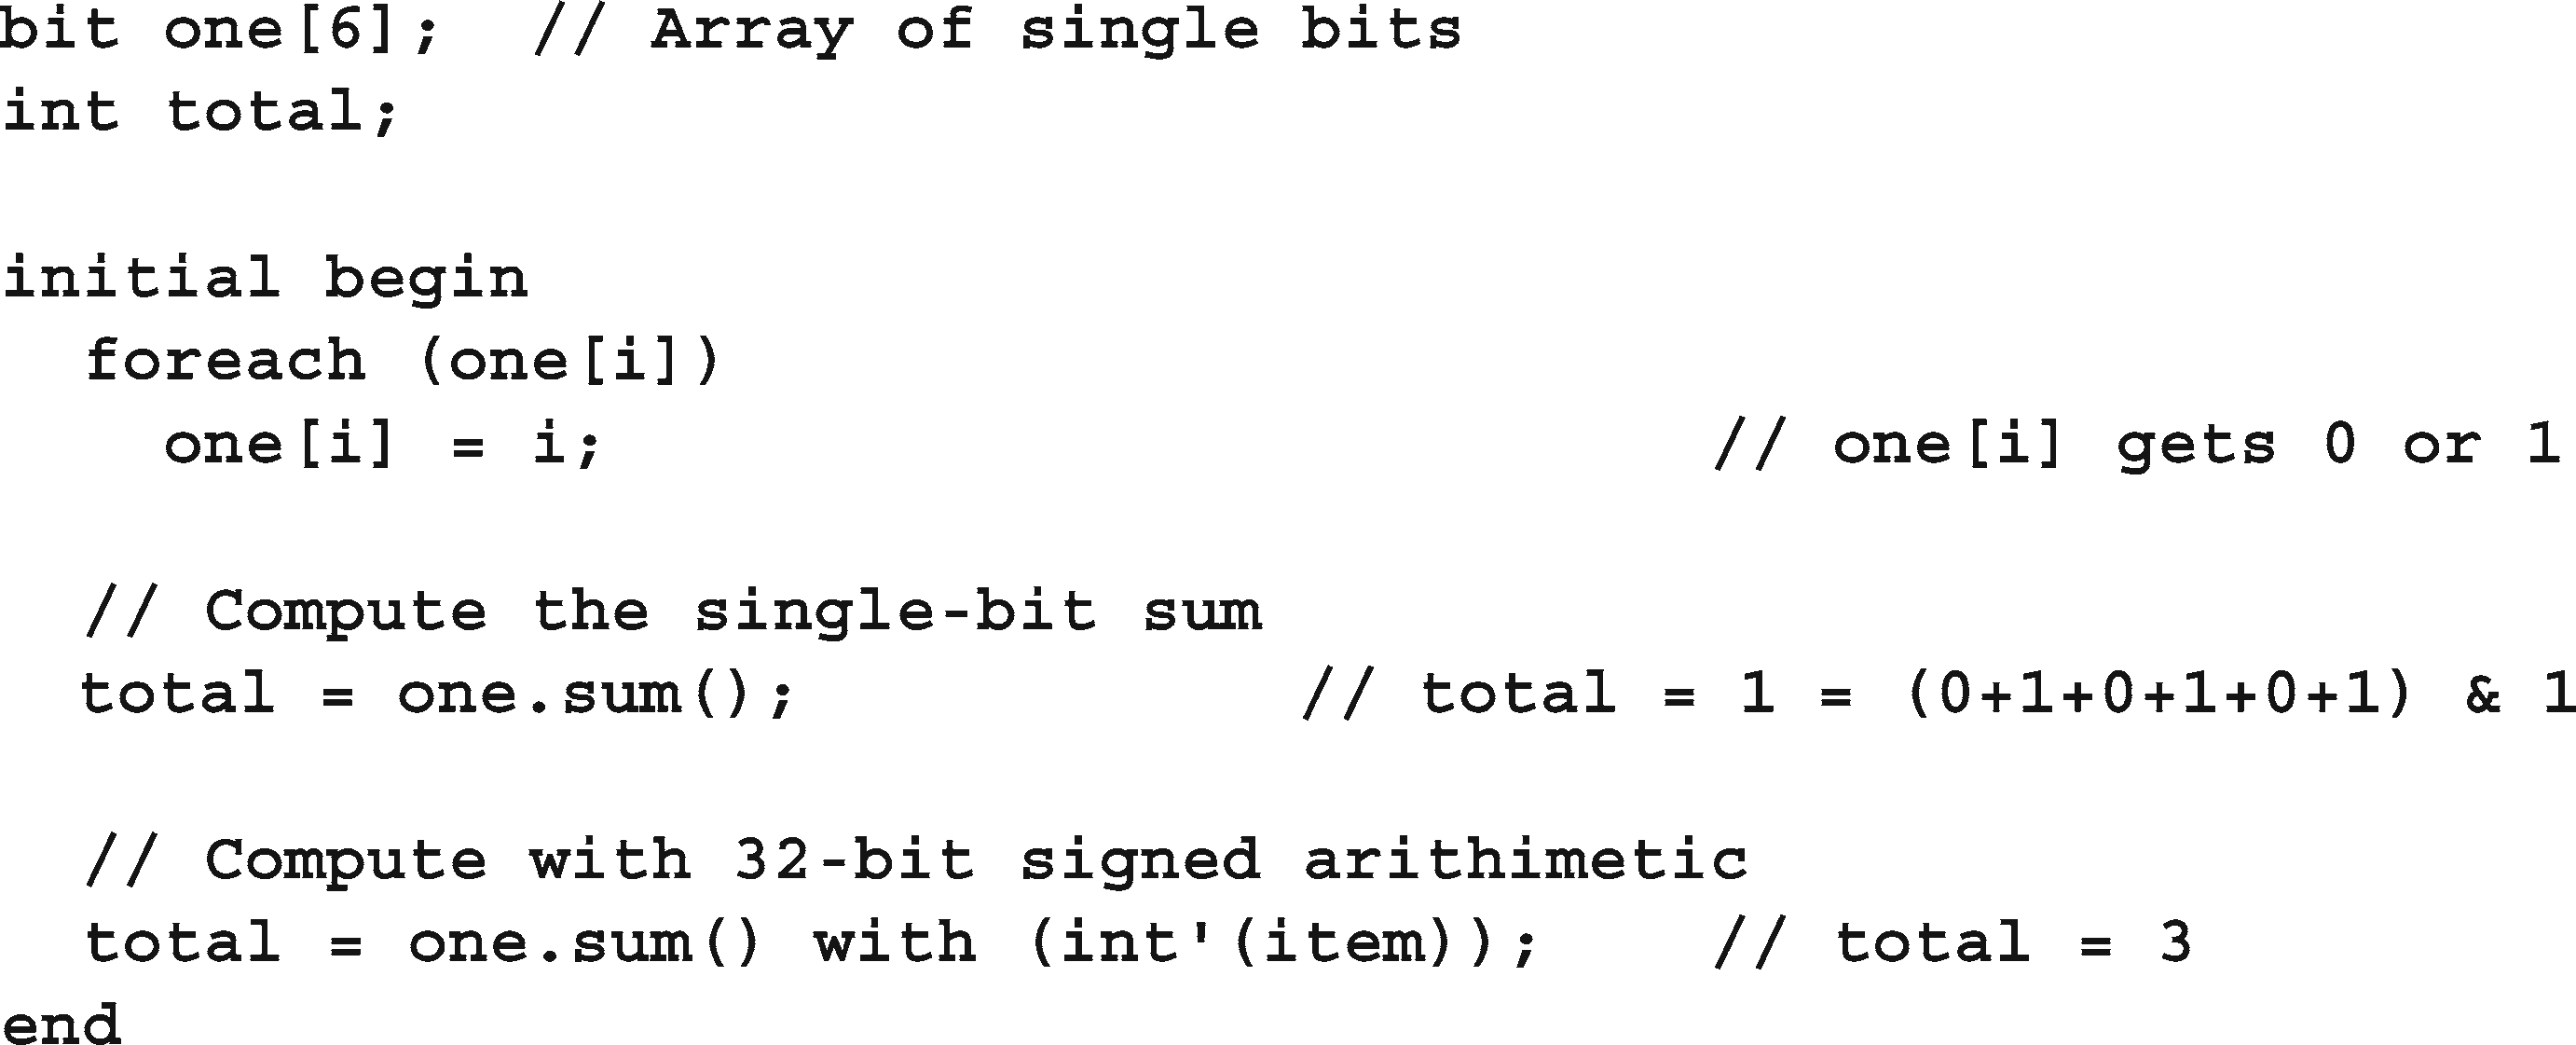 bit one[6];  // Array of single bits
int total;
initial begin
  foreach (one[i])
    one[i] = i;                            // one[i] gets 0 or 1
  // Compute the single-bit sum
  total = one.sum();             // total = 1 = (0+1+0+1+0+1) & 1
  // Compute with 32-bit signed arithimetic
  total = one.sum() with (int'(item));    // total = 3
end